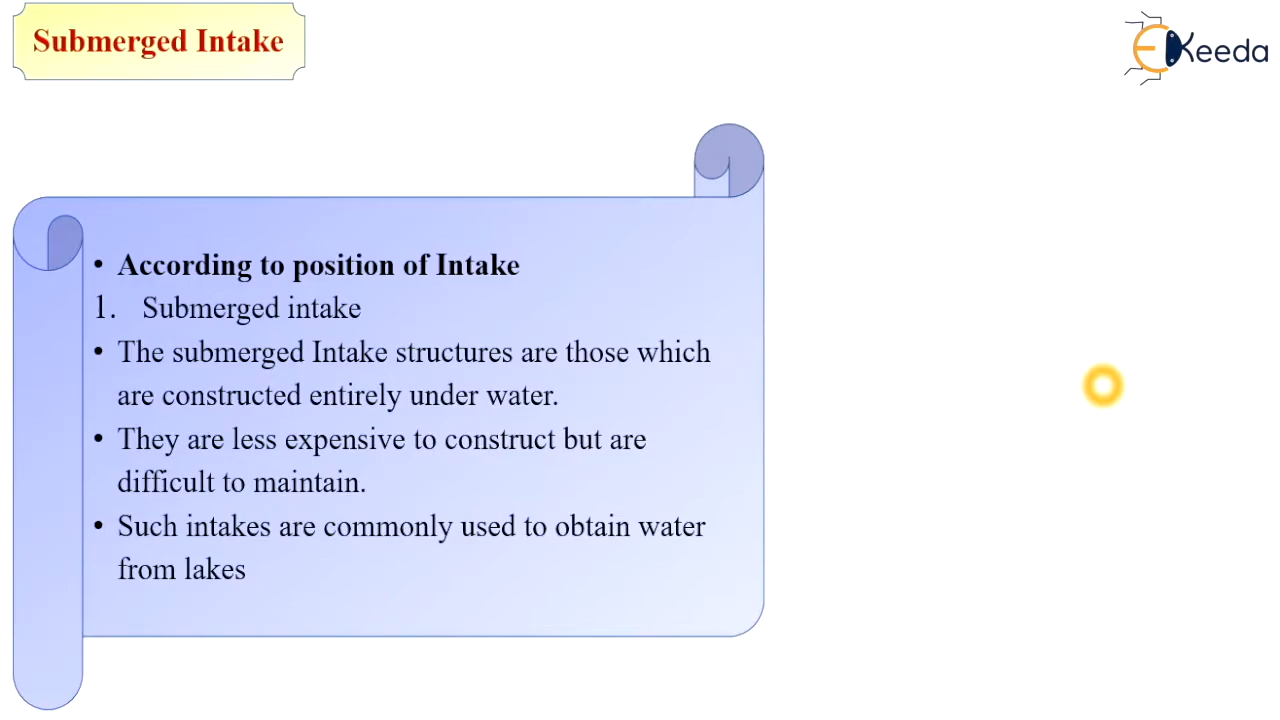 Submerged Intake
EKeeda
• According to position of Intake
1. Submerged intake
• The submerged Intake structures are those which
are constructed entirely under water.
• They are less expensive to construct but are
difficult to maintain.
• Such intakes are commonly used to obtain water
from lakes